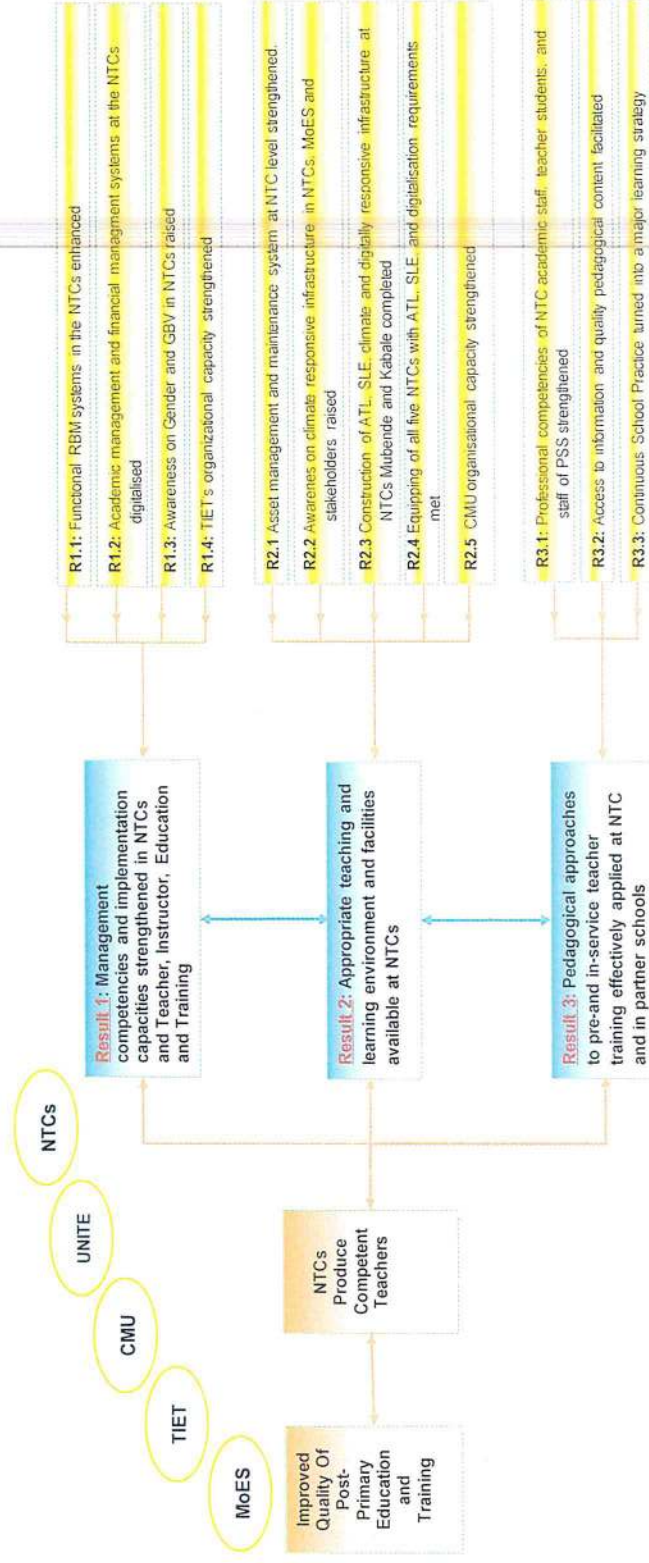 NTCs
UNITE
CMU
TIET
MoES
Improved
Quality Of
Post-
Primary
Education
and
Training
NTCs
Produce
Competent
Teachers
Result 1: Management
competencies and implementation
capacities strengthened in NTCs
and Teacher, Instructor, Education
and Training
Result 2: Appropriate teaching and
learning environment and facilities
available at NTCs
Result 3: Pedagogical approaches
to pre-and in-service teacher
training effectively applied at NTC
and in partner schools
R1.1: Functional RBM systems in the NTCs enhanced
R1.2: Academic management and financial managment systems at the NTCs
digitalised
R1.3: Awareness on Gender and GBV in NTCs raised
R1.4: TIET's organizational capacity strengthened
R2.1 Asset management and maintenance system at NTC level strengthened.
R2.2 Awarenes on climate responsive infrastructure in NTCs. MoES and
stakeholders raised
R2.3 Construction of ATL, SLE, climate and digitally responsive infrastructure at
NTCs Mubende and Kabale completed
R2.4 Equipping of all five NTCs with ATL, SLE, and digitalisation requirements
met
R2.5 CMU organisational capacity strengthened
R3.1: Professional competencies of NTC academic staff, teacher students, and
staff of PSS strengthened
R3.2: Access to information and quality pedagogical content facilitated
R3.3: Continuous School Practice turned into a major learning strategy